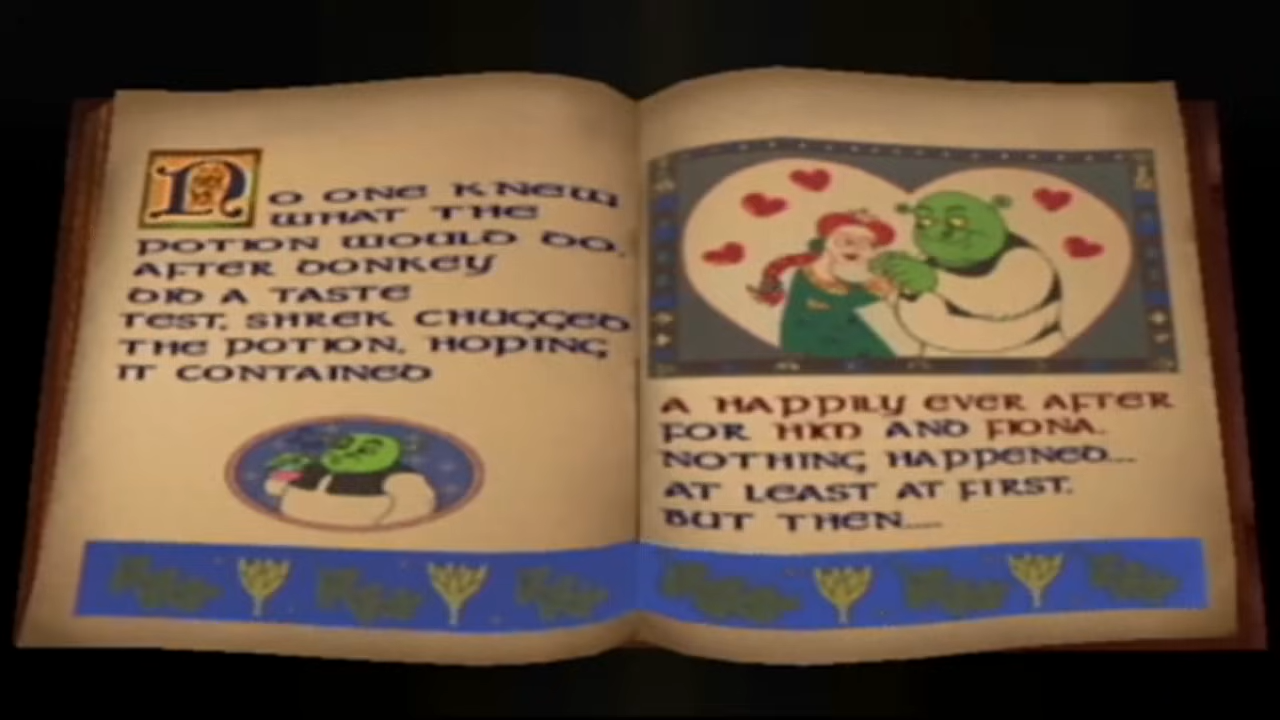 NO ONE KNEW
WHAT THE
POTION WOULD DO.
AFTER DONKEY
DID A TASTE
TEST, SHREK CHUGGED
THE POTION, HOPING
IT CONTAINED
A HAPPILY EVER AFTER
FOR HIM AND FIONA.
NOTHING HAPPENED...
AT LEAST AT FIRST.
BUT THEN....